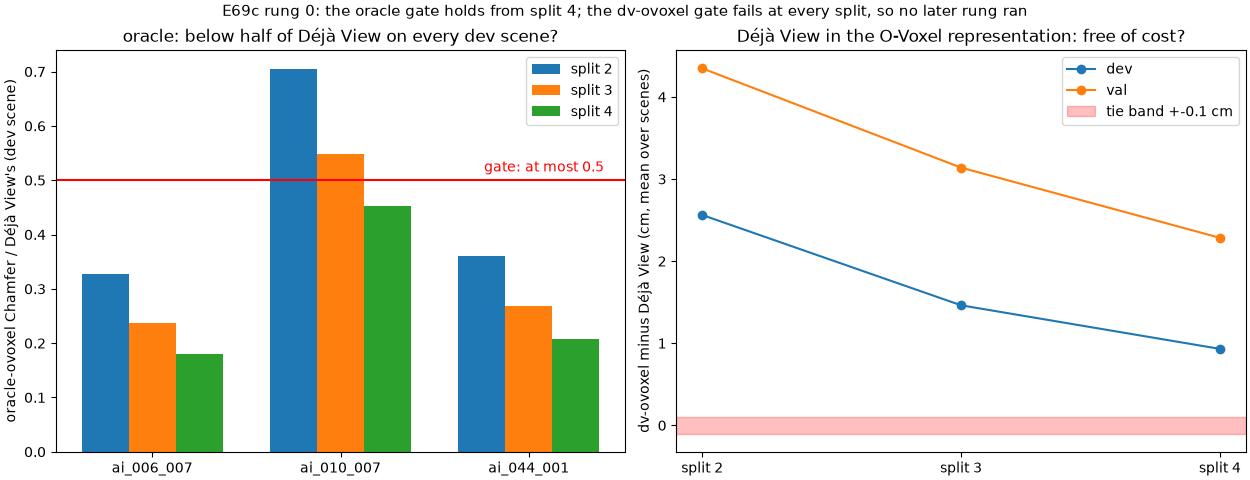 E69c rung 0: the oracle gate holds from split 4; the dv-ovoxel gate fails at every split, so no later rung ran
oracle: below half of Déjà View on every dev scene?
oracle-ovoxel Chamfer / Déjà View's (dev scene)
0.7
0.6
0.5
0.4
0.3
0.2
0.1
0.0
split 2
split 3
split 4
gate: at most 0.5
ai_006_007
ai_010_007
ai_044_001
Déjà View in the O-Voxel representation: free of cost?
dv-ovoxel minus Déjà View (cm, mean over scenes)
4
3
2
1
0
dev
val
tie band +-0.1 cm
split 2
split 3
split 4